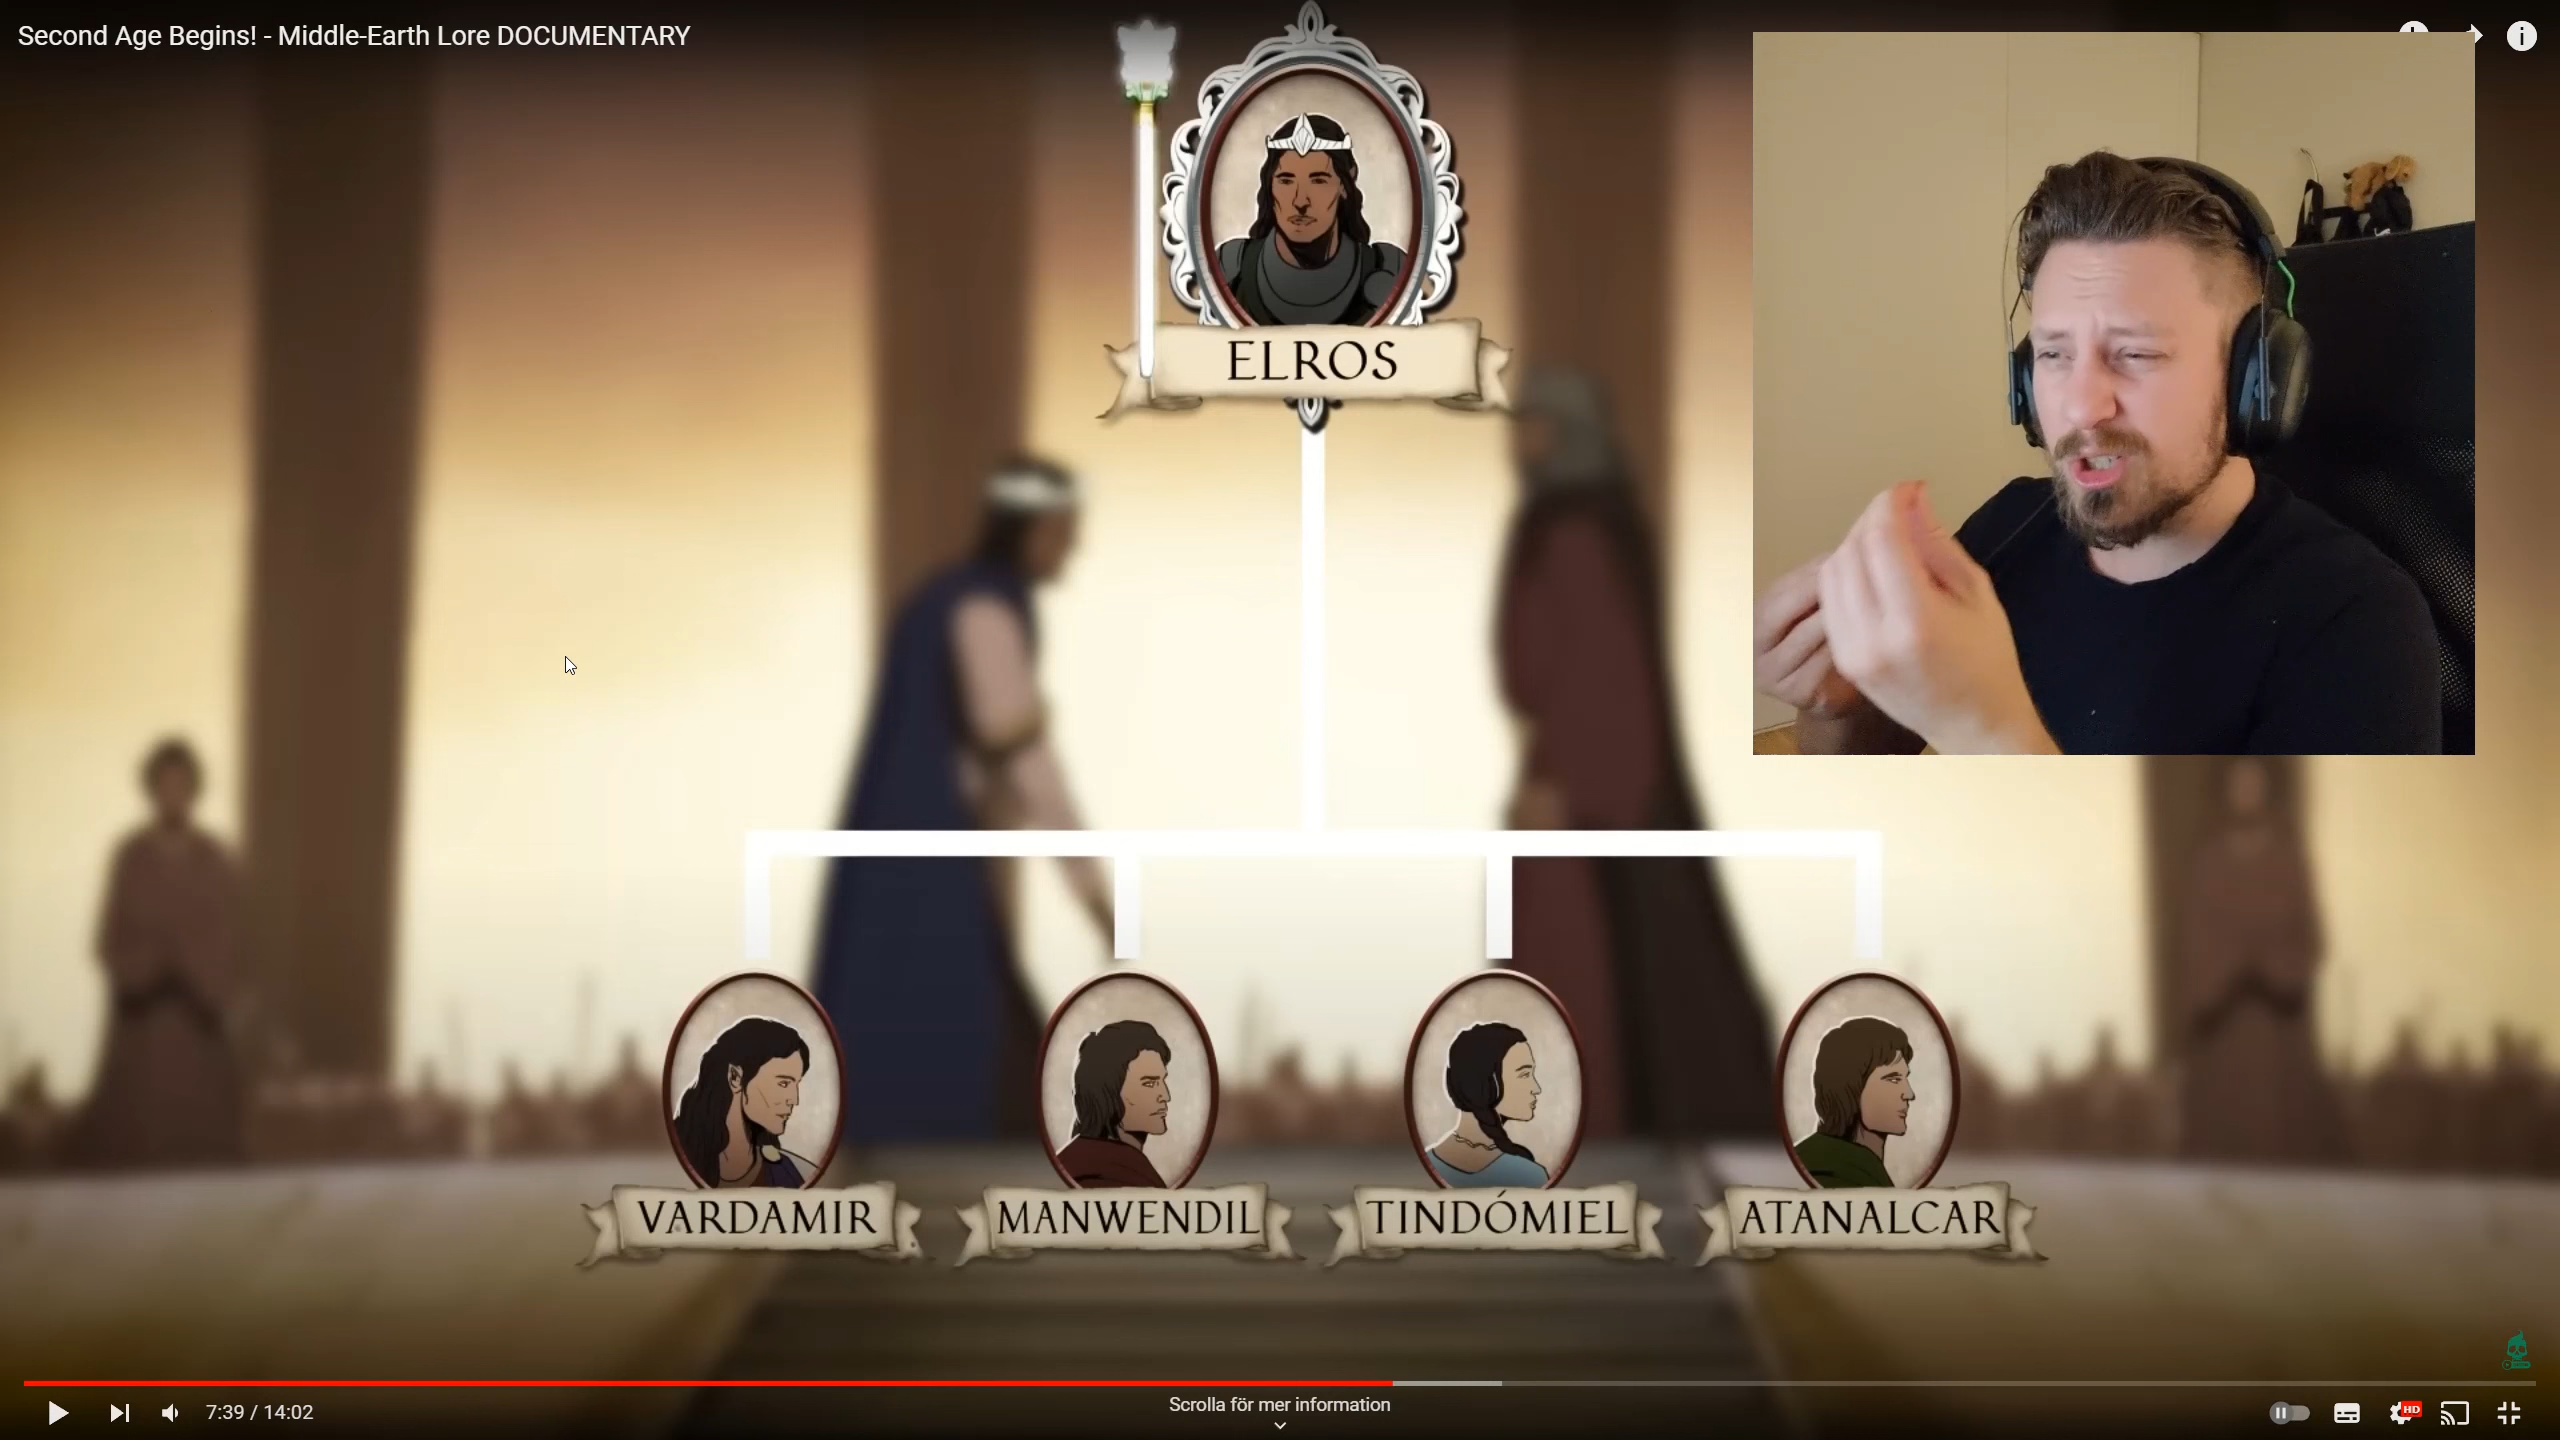 Second Age Begins! - Middle-Earth Lore DOCUMENTARY
ELROS
VARDAMIR
MANWENDIL
TINDÓMIEL
ATANALCAR
7:39 / 14:02
Scrolla för mer information
HD